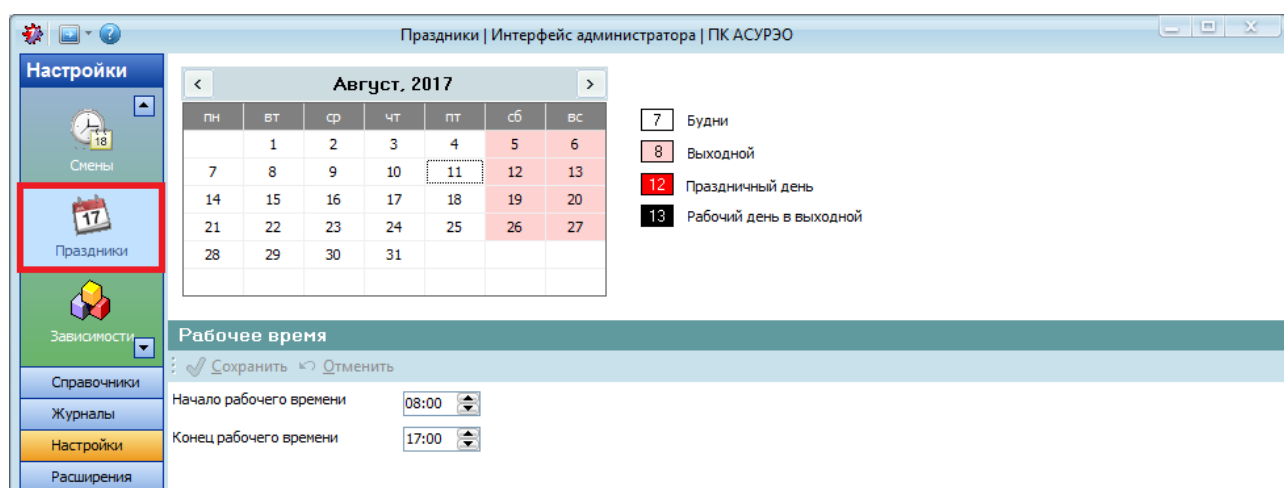 Праздники | Интерфейс администратора | ПК АСУРЭО
Настройки
18
Смены
17
Праздники
Зависимости
Справочники
Журналы
Настройки
Расширения
Август, 2017
пн вт ср чт пт сб вс
1 2 3 4 5 6
7 8 9 10 11 12 13
14 15 16 17 18 19 20
21 22 23 24 25 26 27
28 29 30 31
7 Будни
8 Выходной
12 Праздничный день
13 Рабочий день в выходной
Рабочее время
Сохранить Отменить
Начало рабочего времени 08:00
Конец рабочего времени 17:00